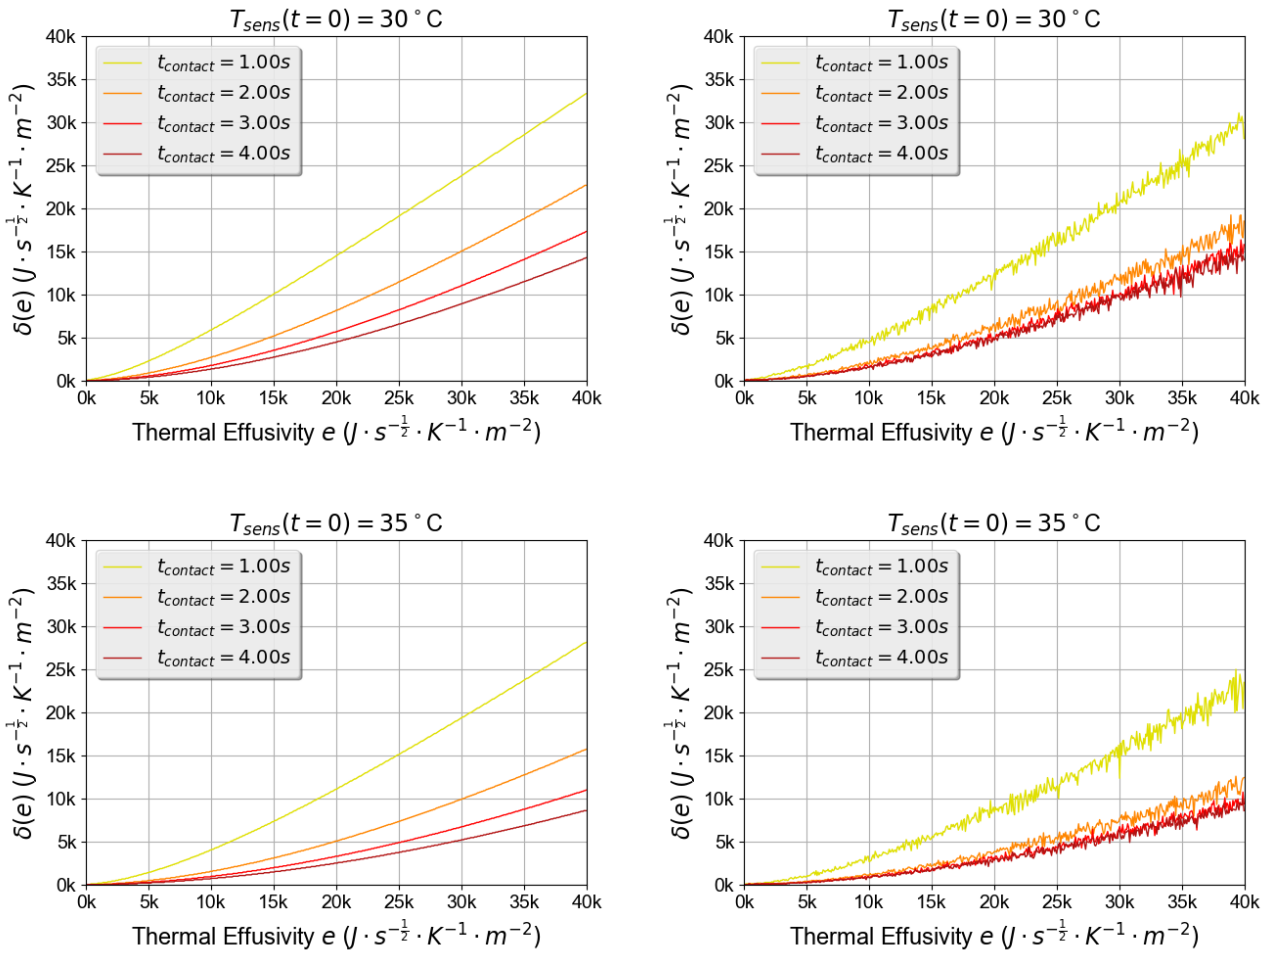 T_sens(t = 0) = 30°C
δ(e) (J · s^{-1/2} · K^{-1} · m^{-2})
40k
35k
30k
25k
20k
15k
10k
5k
0k
t_contact = 1.00s
t_contact = 2.00s
t_contact = 3.00s
t_contact = 4.00s
0k 5k 10k 15k 20k 25k 30k 35k 40k
Thermal Effusivity e (J · s^{-1/2} · K^{-1} · m^{-2})
T_sens(t = 0) = 30°C
δ(e) (J · s^{-1/2} · K^{-1} · m^{-2})
40k
35k
30k
25k
20k
15k
10k
5k
0k
t_contact = 1.00s
t_contact = 2.00s
t_contact = 3.00s
t_contact = 4.00s
0k 5k 10k 15k 20k 25k 30k 35k 40k
Thermal Effusivity e (J · s^{-1/2} · K^{-1} · m^{-2})
T_sens(t = 0) = 35°C
δ(e) (J · s^{-1/2} · K^{-1} · m^{-2})
40k
35k
30k
25k
20k
15k
10k
5k
0k
t_contact = 1.00s
t_contact = 2.00s
t_contact = 3.00s
t_contact = 4.00s
0k 5k 10k 15k 20k 25k 30k 35k 40k
Thermal Effusivity e (J · s^{-1/2} · K^{-1} · m^{-2})
T_sens(t = 0) = 35°C
δ(e) (J · s^{-1/2} · K^{-1} · m^{-2})
40k
35k
30k
25k
20k
15k
10k
5k
0k
t_contact = 1.00s
t_contact = 2.00s
t_contact = 3.00s
t_contact = 4.00s
0k 5k 10k 15k 20k 25k 30k 35k 40k
Thermal Effusivity e (J · s^{-1/2} · K^{-1} · m^{-2})